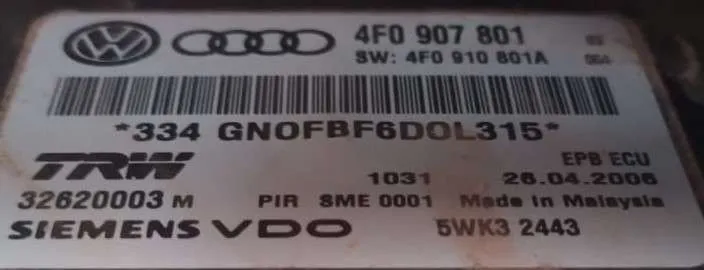 4F0 907 801
SW: 4F0 910 801A
*334 GNOFBF6DOL315*
TRW
EPB ECU
1031 26.04.2006
32620003 M PIR SME 0001 Made in Malaysia
SIEMENS VDO 5WK3 2443